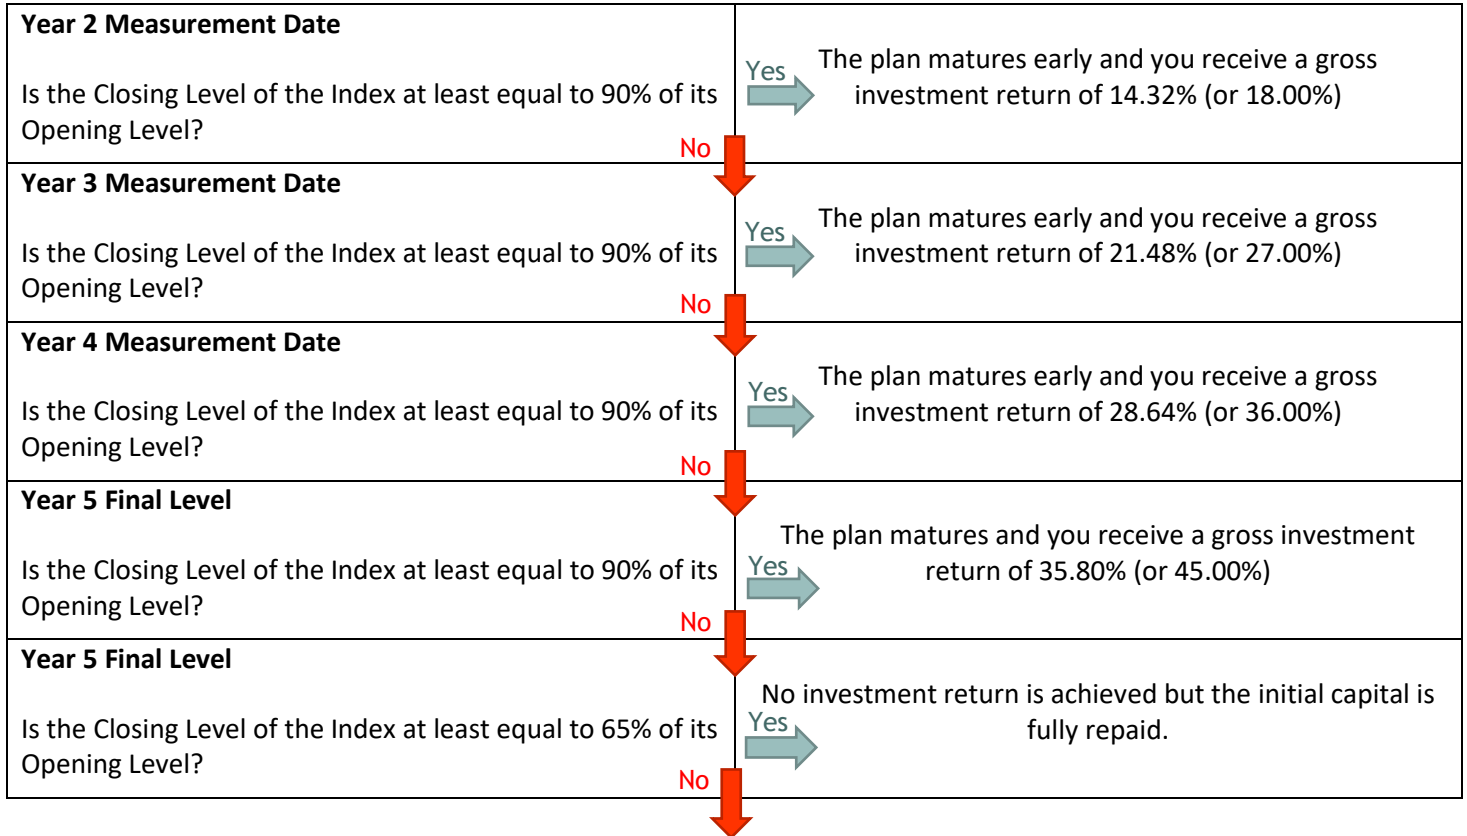 Year 2 Measurement Date
Is the Closing Level of the Index at least equal to 90% of its
Opening Level?
No
Yes
The plan matures early and you receive a gross
investment return of 14.32% (or 18.00%)
Year 3 Measurement Date
Is the Closing Level of the Index at least equal to 90% of its
Opening Level?
No
Yes
The plan matures early and you receive a gross
investment return of 21.48% (or 27.00%)
Year 4 Measurement Date
Is the Closing Level of the Index at least equal to 90% of its
Opening Level?
No
Yes
The plan matures early and you receive a gross
investment return of 28.64% (or 36.00%)
Year 5 Final Level
Is the Closing Level of the Index at least equal to 90% of its
Opening Level?
No
Yes
The plan matures and you receive a gross investment
return of 35.80% (or 45.00%)
Year 5 Final Level
Is the Closing Level of the Index at least equal to 65% of its
Opening Level?
No
Yes
No investment return is achieved but the initial capital is
fully repaid.